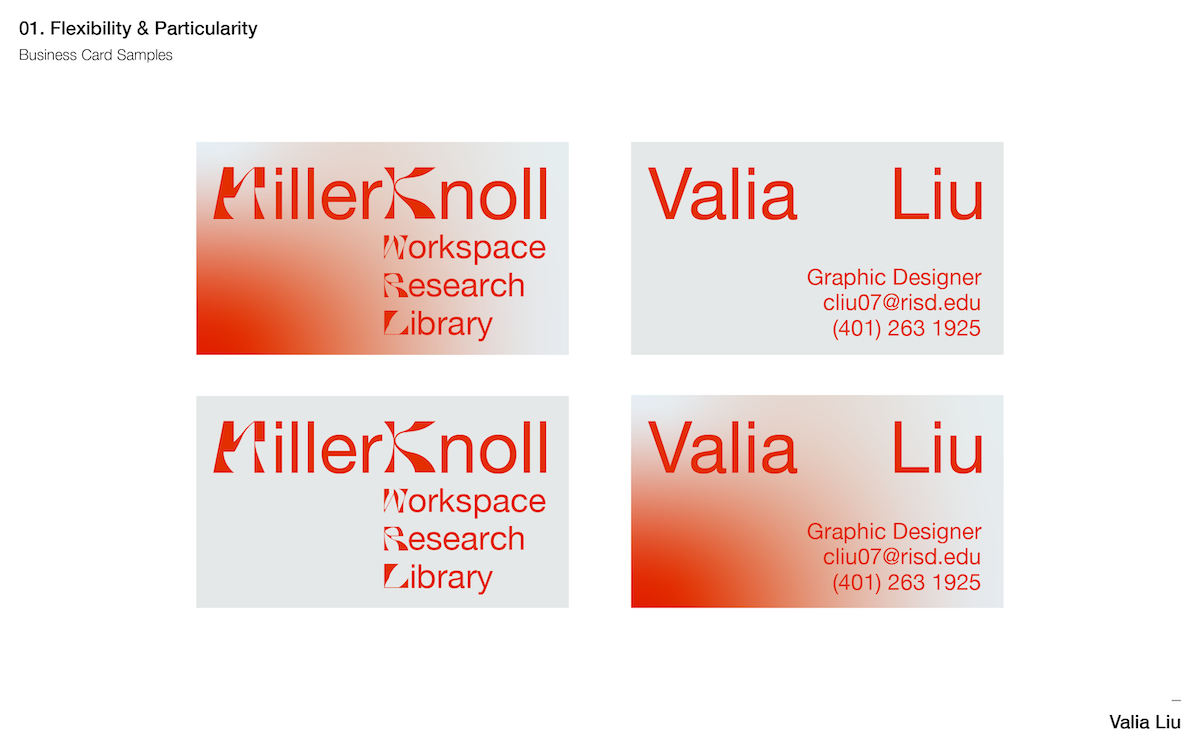 01. Flexibility & Particularity
Business Card Samples
MillerKnoll
Workspace
Research
Library
Valia Liu
Graphic Designer
cliu07@risd.edu
(401) 263 1925
MillerKnoll
Workspace
Research
Library
Valia Liu
Graphic Designer
cliu07@risd.edu
(401) 263 1925
Valia Liu